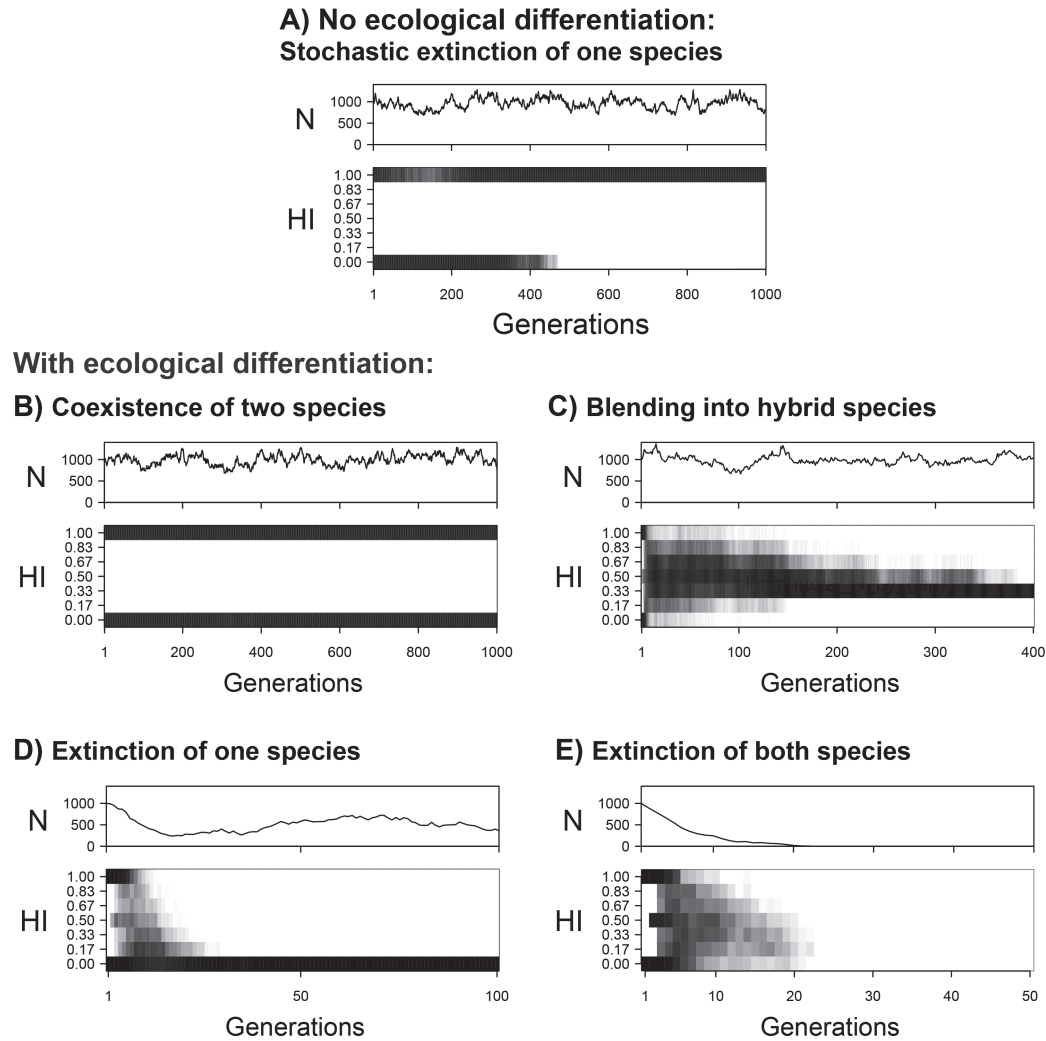 A) No ecological differentiation:
Stochastic extinction of one species
N
1000
500
0
HI
1.00
0.83
0.67
0.50
0.33
0.17
0.00
1 200 400 600 800 1000
Generations
With ecological differentiation:
B) Coexistence of two species
N
1000
500
0
HI
1.00
0.83
0.67
0.50
0.33
0.17
0.00
1 200 400 600 800 1000
Generations
C) Blending into hybrid species
N
1000
500
0
HI
1.00
0.83
0.67
0.50
0.33
0.17
0.00
1 100 200 300 400
Generations
D) Extinction of one species
N
1000
500
0
HI
1.00
0.83
0.67
0.50
0.33
0.17
0.00
1 50 100
Generations
E) Extinction of both species
N
1000
500
0
HI
1.00
0.83
0.67
0.50
0.33
0.17
0.00
1 10 20 30 40 50
Generations